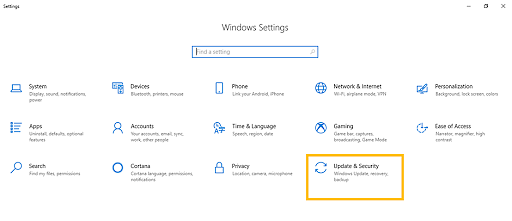 Settings
Windows Settings
Find a setting
System
Display, sound, notifications,
power
Devices
Bluetooth, printers, mouse
Phone
Link your Android, iPhone
Network & Internet
Wi-Fi, airplane mode, VPN
Personalization
Background, lock screen, colors
Apps
Uninstall, defaults, optional
features
Accounts
Your accounts, email, sync,
work, other people
Time & Language
Speech, region, date
Gaming
Game bar, captures,
broadcasting, Game Mode
Ease of Access
Narrator, magnifier, high
contrast
Search
Find my files, permissions
Cortana
Cortana language, permissions,
notifications
Privacy
Location, camera, microphone
Update & Security
Windows Update, recovery,
backup